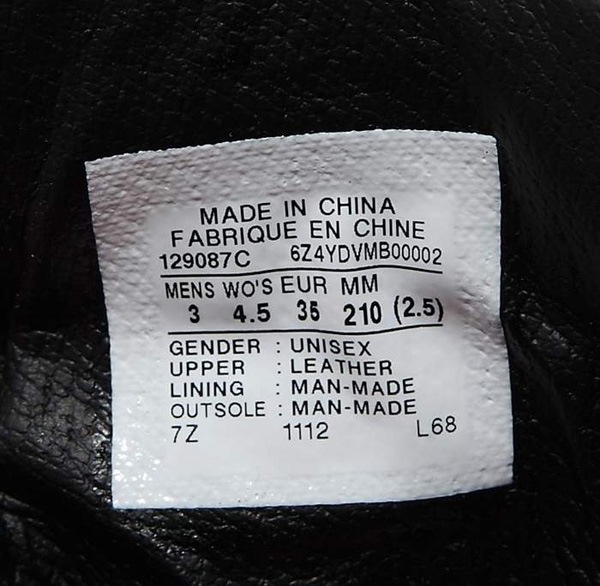 MADE IN CHINA
FABRIQUE EN CHINE
129087C 6Z4YDVMB00002
MENS WO'S EUR MM
3 4.5 35 210 (2.5)
GENDER : UNISEX
UPPER : LEATHER
LINING : MAN-MADE
OUTSOLE : MAN-MADE
7Z 1112 L68